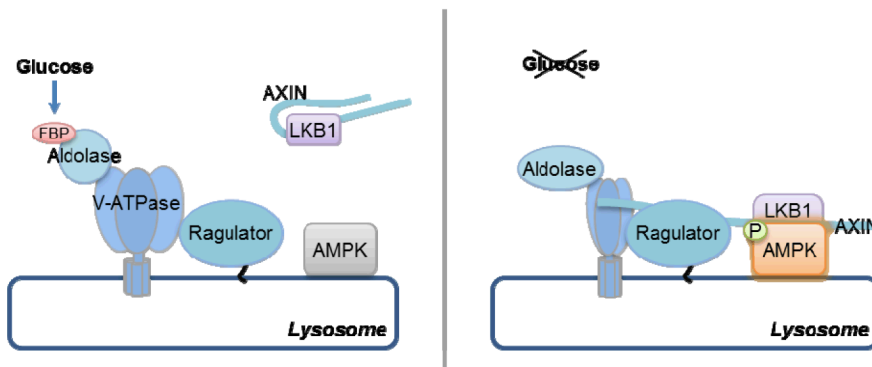 Glucose
FBP
Aldolase
V-ATPase
Ragulator
AMPK
AXIN
LKB1
Lysosome
Glucose
Aldolase
Ragulator
LKB1
P
AMPK
AXIN
Lysosome